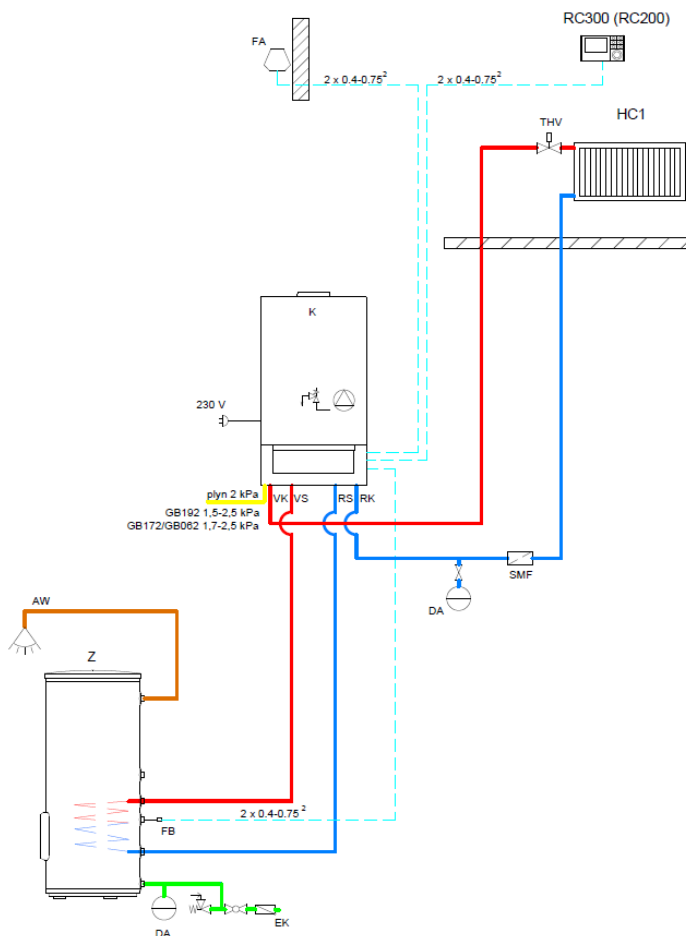 RC300 (RC200)
FA
2 x 0.4-0.75²
2 x 0.4-0.75²
THV
HC1
K
230 V
plyn 2 kPa
VK
VS
RS
RK
GB192 1,5-2,5 kPa
GB172/GB062 1,7-2,5 kPa
SMF
DA
AW
Z
2 x 0.4-0.75²
FB
DA
EK